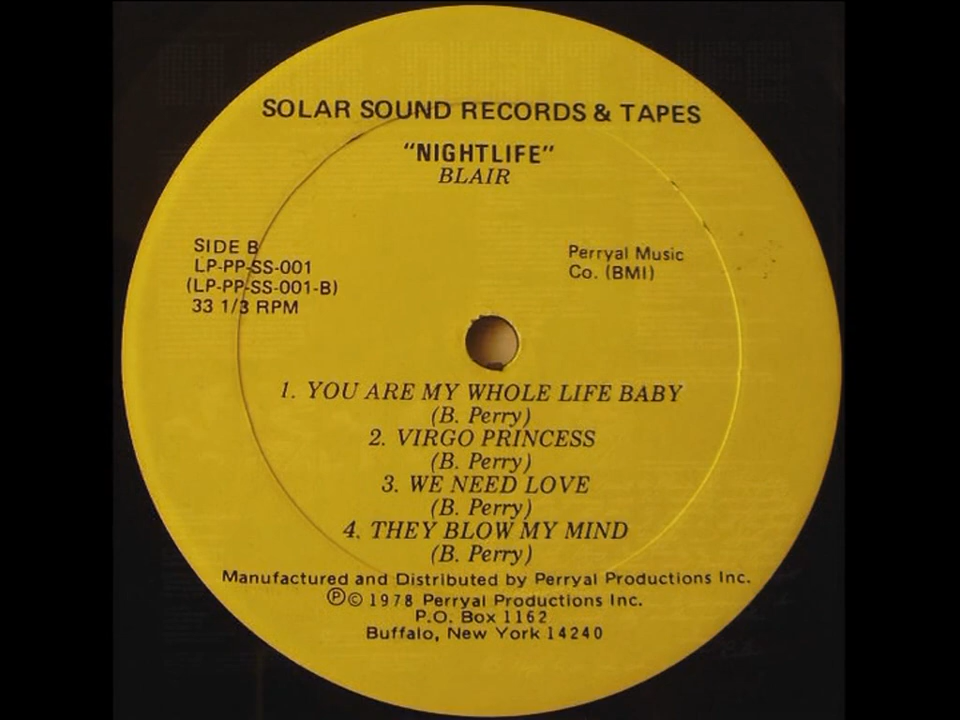 SOLAR SOUND RECORDS & TAPES
"NIGHTLIFE"
BLAIR
SIDE B
LP-PP-SS-001
(LP-PP-SS-001-B)
33 1/3 RPM
Perryal Music
Co. (BMI)
1. YOU ARE MY WHOLE LIFE BABY
(B. Perry)
2. VIRGO PRINCESS
(B. Perry)
3. WE NEED LOVE
(B. Perry)
4. THEY BLOW MY MIND
(B. Perry)
Manufactured and Distributed by Perryal Productions Inc.
℗ © 1978 Perryal Productions Inc.
P.O. Box 1162
Buffalo, New York 14240